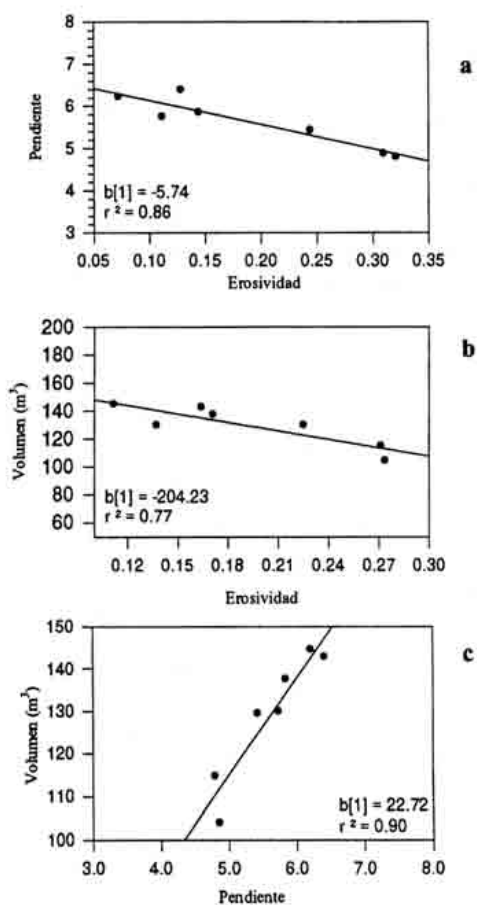 8
7
6
5
4
3
Pendiente
a
b[1] = -5.74
r ² = 0.86
0.05 0.10 0.15 0.20 0.25 0.30 0.35
Erosividad
200
180
160
140
120
100
80
60
Volumen (m³)
b
b[1] = -204.23
r ² = 0.77
0.12 0.15 0.18 0.21 0.24 0.27 0.30
Erosividad
150
140
130
120
110
100
Volumen (m³)
c
b[1] = 22.72
r ² = 0.90
3.0 4.0 5.0 6.0 7.0 8.0
Pendiente